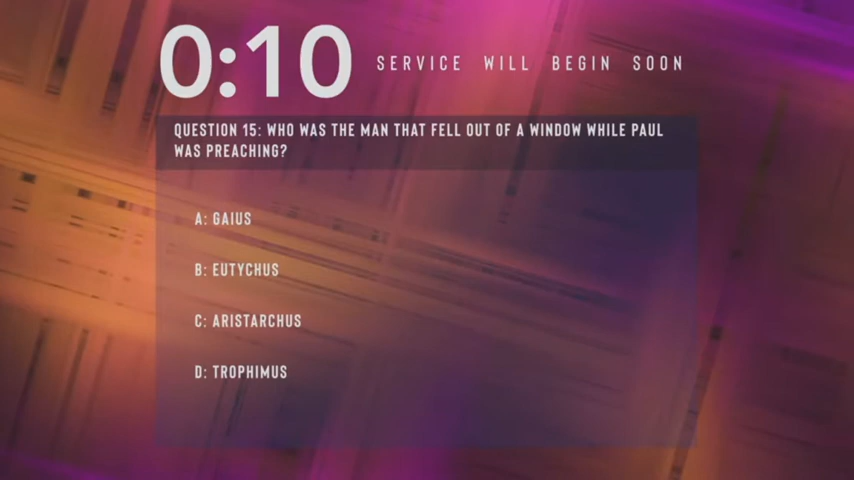 0:10 SERVICE WILL BEGIN SOON
QUESTION 15: WHO WAS THE MAN THAT FELL OUT OF A WINDOW WHILE PAUL
WAS PREACHING?
A: GAIUS
B: EUTYCHUS
C: ARISTARCHUS
D: TROPHIMUS